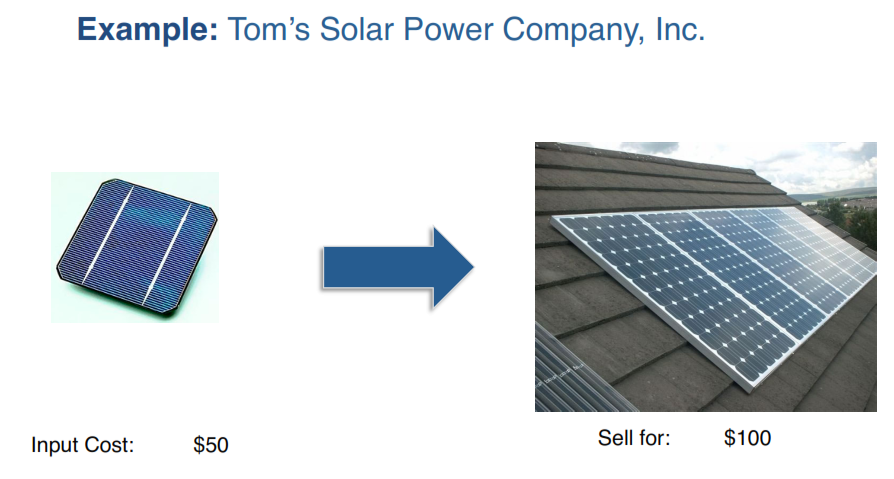 Example: Tom’s Solar Power Company, Inc.
Input Cost: $50
Sell for: $100